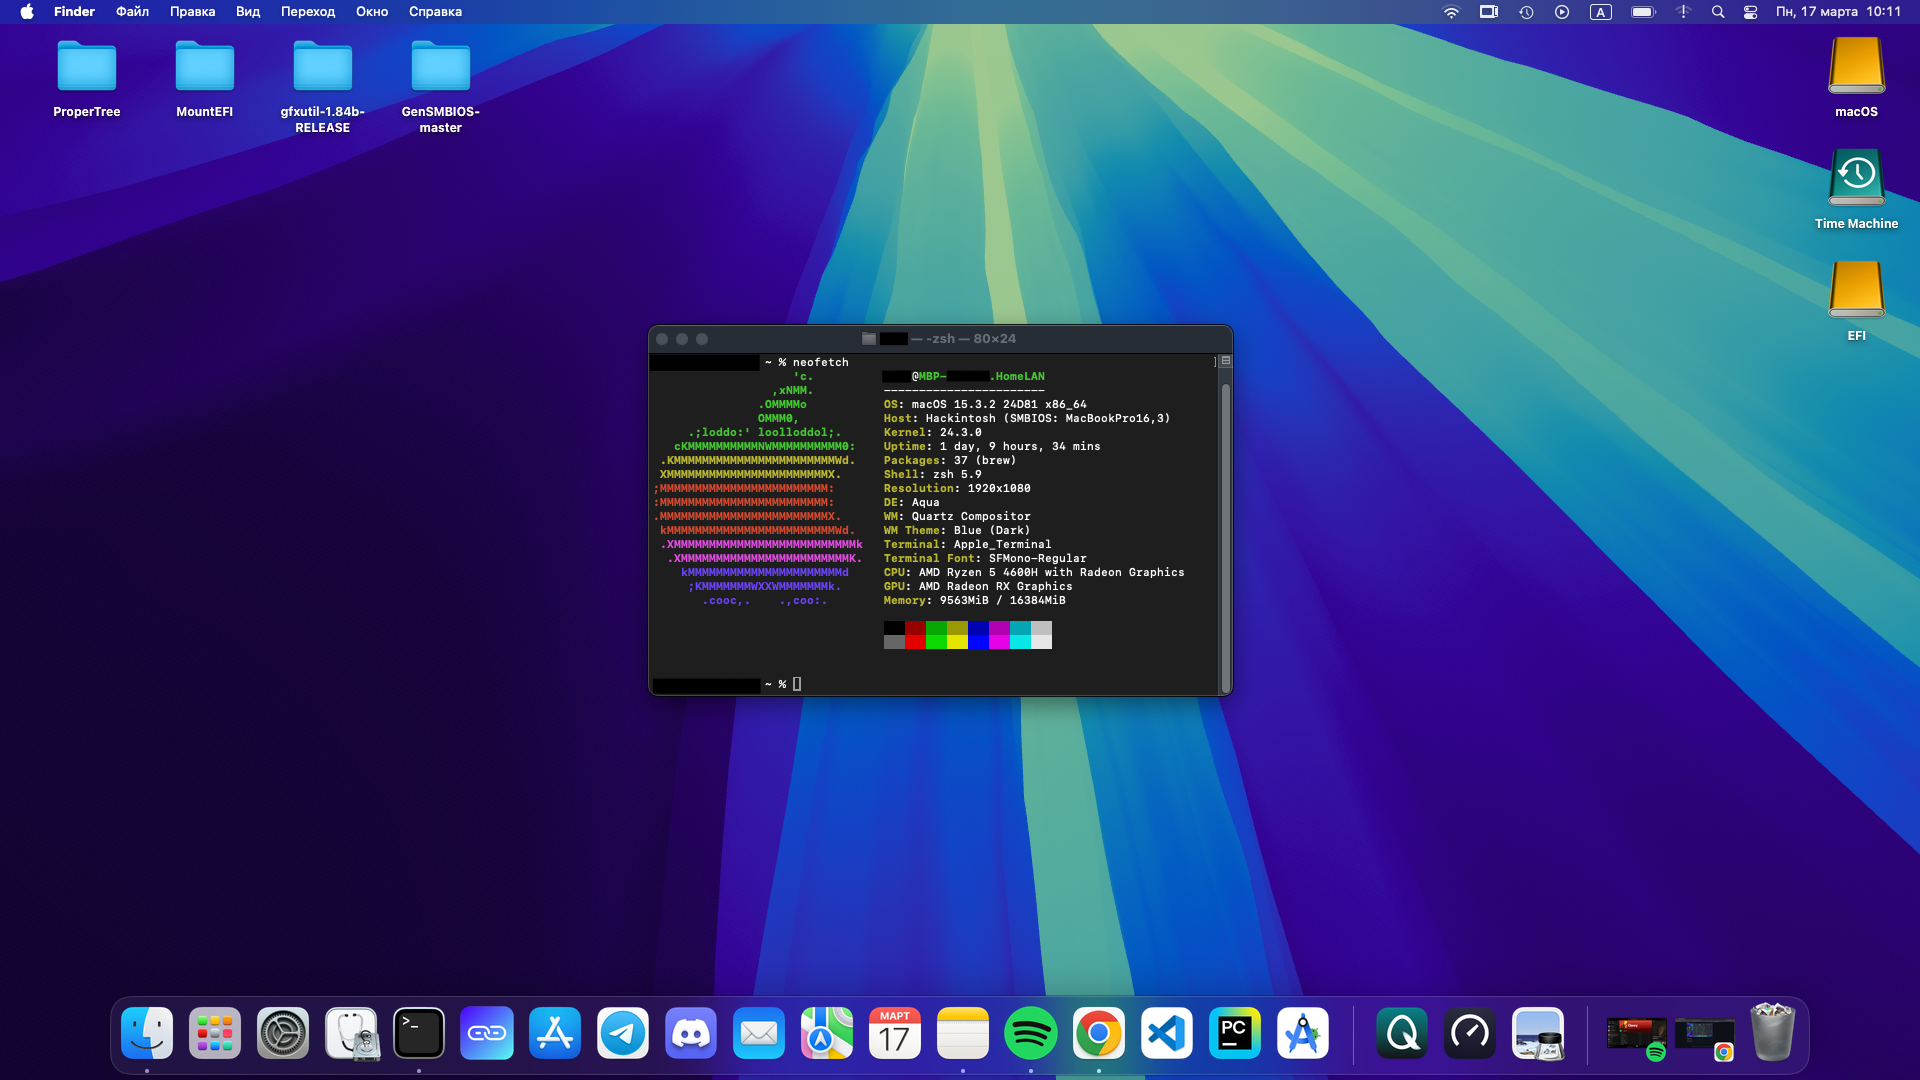 Finder Файл Правка Вид Переход Окно Справка A Пн, 17 марта 10:11
ProperTree
MountEFI
gfxutil-1.84b-
RELEASE
GenSMBIOS-
master
macOS
Time Machine
EFI
— -zsh — 80×24
~ % neofetch ]
'c. @MBP-.HomeLAN
,xNMM. -----------------------
.OMMMMo OS: macOS 15.3.2 24D81 x86_64
OMMM0, Host: Hackintosh (SMBIOS: MacBookPro16,3)
.;loddo:' loolloddol;. Kernel: 24.3.0
cKMMMMMMMMMMNWMMMMMMMMMM0: Uptime: 1 day, 9 hours, 34 mins
.KMMMMMMMMMMMMMMMMMMMMMMMWd. Packages: 37 (brew)
XMMMMMMMMMMMMMMMMMMMMMMMX. Shell: zsh 5.9
;MMMMMMMMMMMMMMMMMMMMMMMM: Resolution: 1920x1080
:MMMMMMMMMMMMMMMMMMMMMMMM: DE: Aqua
.MMMMMMMMMMMMMMMMMMMMMMMMX. WM: Quartz Compositor
kMMMMMMMMMMMMMMMMMMMMMMMMWd. WM Theme: Blue (Dark)
.XMMMMMMMMMMMMMMMMMMMMMMMMMMk Terminal: Apple_Terminal
.XMMMMMMMMMMMMMMMMMMMMMMMMK. Terminal Font: SFMono-Regular
kMMMMMMMMMMMMMMMMMMMMMMd CPU: AMD Ryzen 5 4600H with Radeon Graphics
;KMMMMMMMWXXWMMMMMMMk. GPU: AMD Radeon RX Graphics
.cooc,. .,coo:. Memory: 9563MiB / 16384MiB
~ %
>_
МАРТ
17
PC